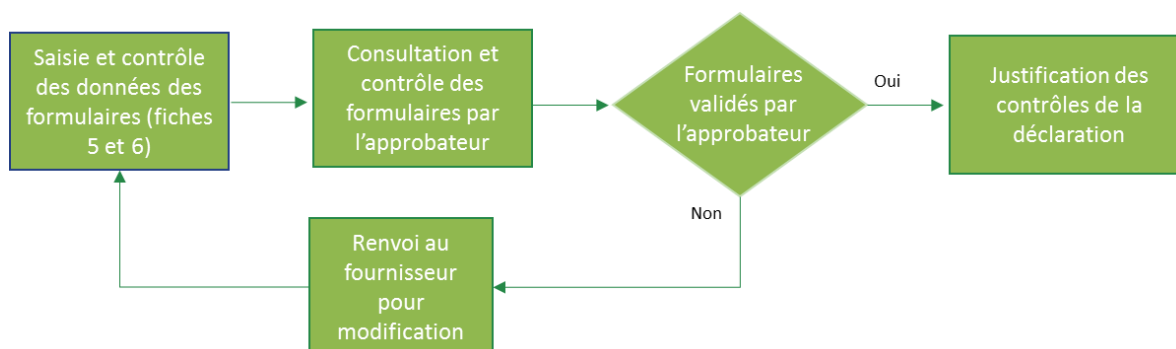 Saisie et contrôle
des données des
formulaires (fiches
5 et 6)
Consultation et
contrôle des
formulaires par
l'approbateur
Formulaires
validés par
l'approbateur
Oui
Justification des
contrôles de la
déclaration
Non
Renvoi au
fournisseur
pour
modification